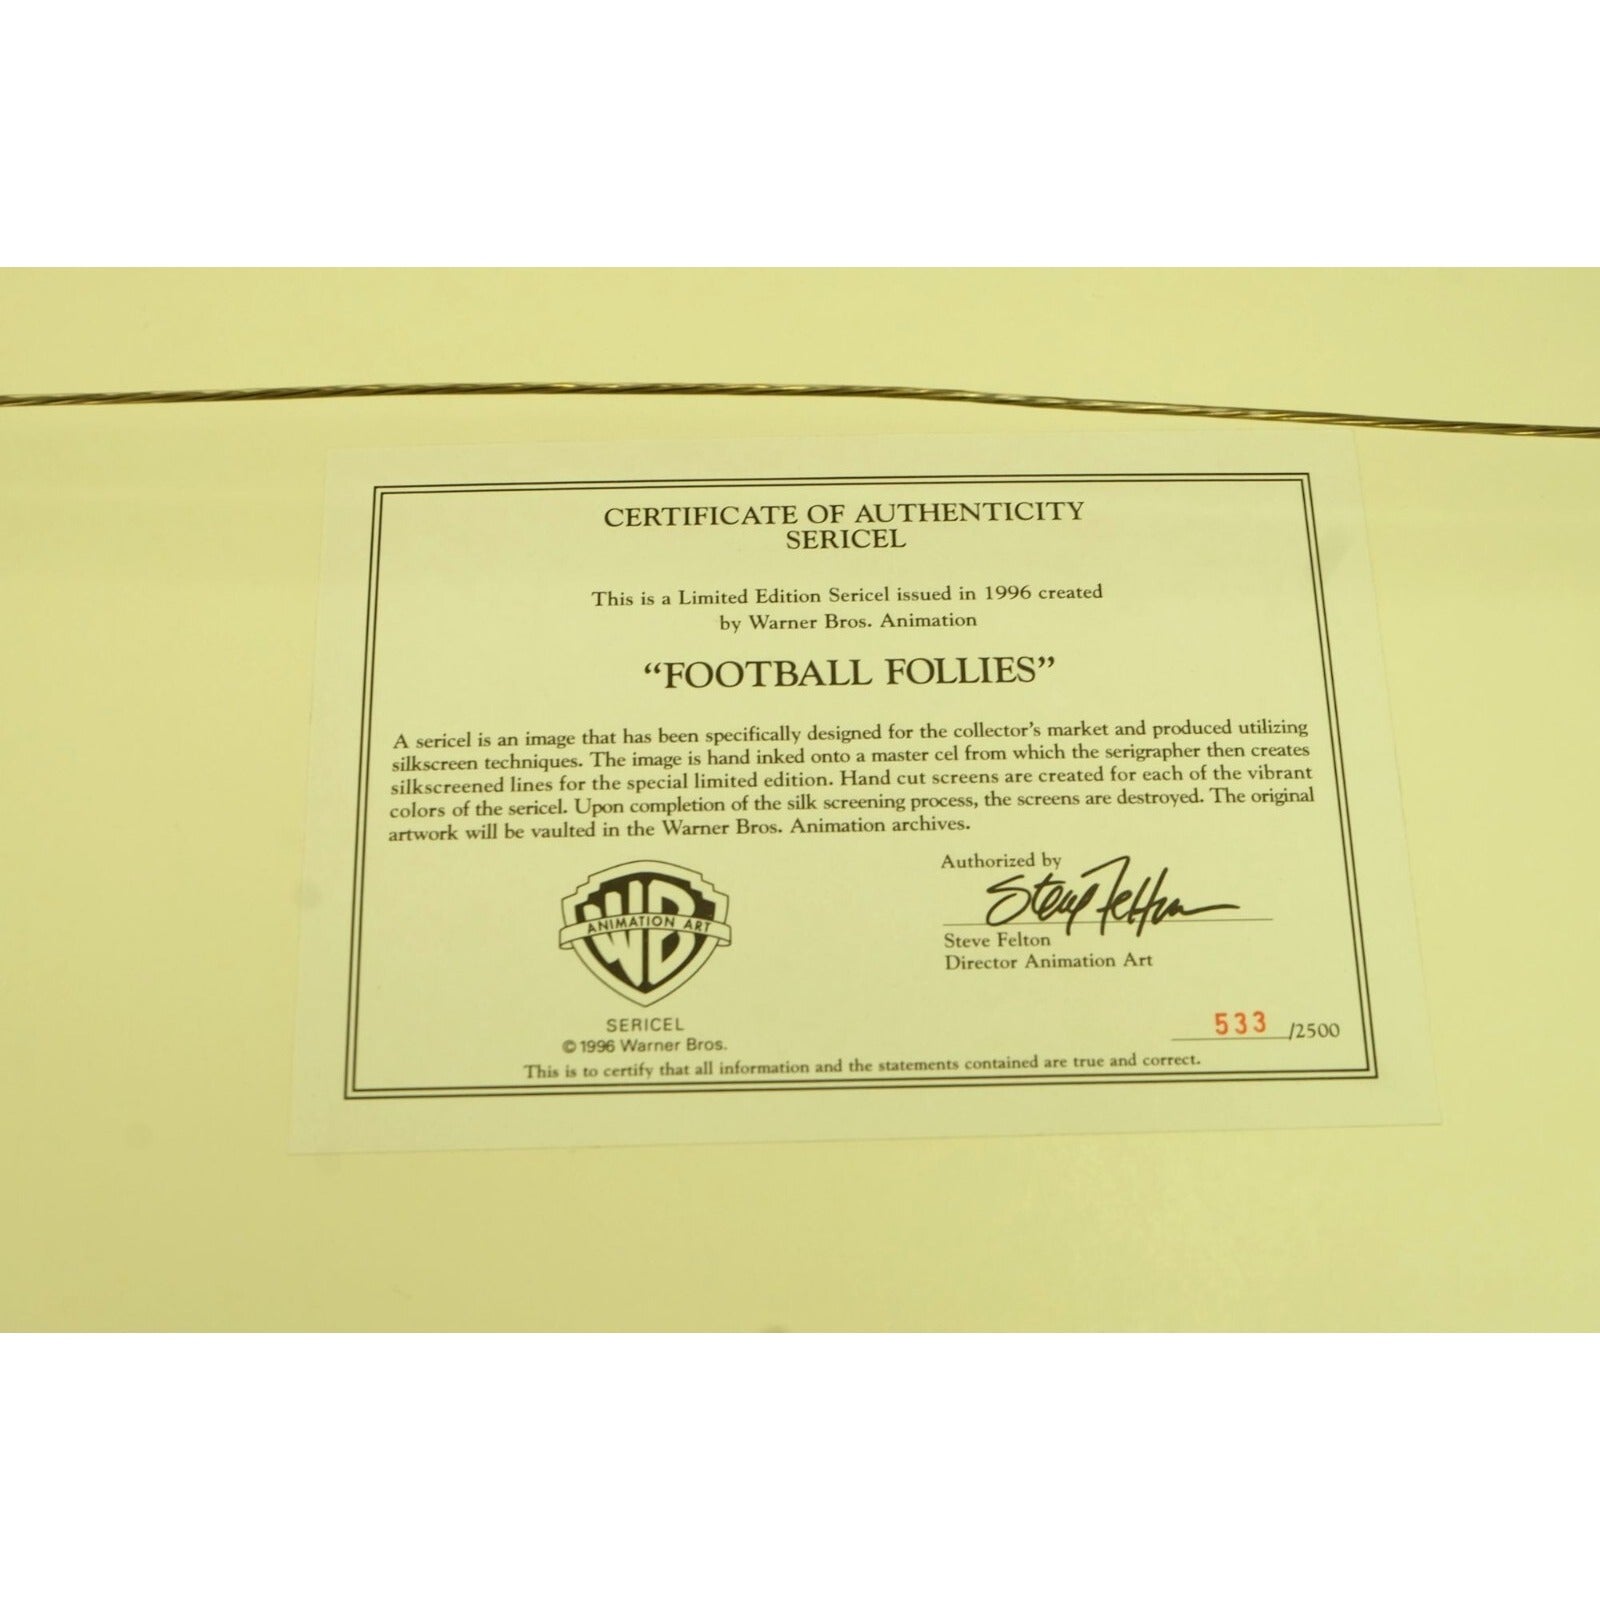 CERTIFICATE OF AUTHENTICITY
SERICEL
This is a Limited Edition Sericel issued in 1996 created
by Warner Bros. Animation
“FOOTBALL FOLLIES”
A sericel is an image that has been specifically designed for the collector’s market and produced utilizing
silkscreen techniques. The image is hand inked onto a master cel from which the serigrapher then creates
silkscreened lines for the special limited edition. Hand cut screens are created for each of the vibrant
colors of the sericel. Upon completion of the silk screening process, the screens are destroyed. The original
artwork will be vaulted in the Warner Bros. Animation archives.
WB
ANIMATION ART
SERICEL
© 1996 Warner Bros.
Authorized by
Steve Felton
Steve Felton
Director Animation Art
533 /2500
This is to certify that all information and the statements contained are true and correct.